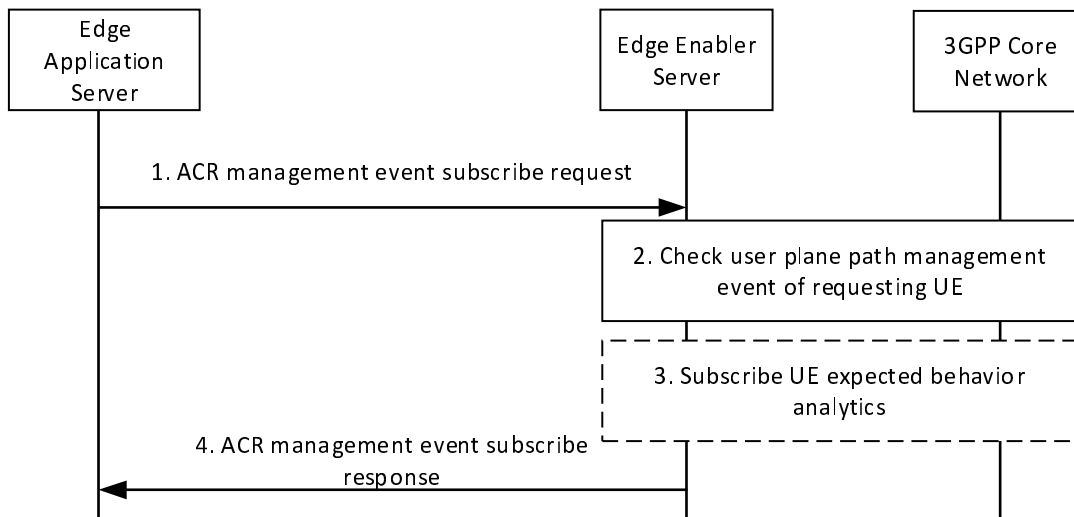 Edge
Application
Server
Edge Enabler
Server
3GPP Core
Network
1. ACR management event subscribe request
2. Check user plane path management
event of requesting UE
3. Subscribe UE expected behavior
analytics
4. ACR management event subscribe
response